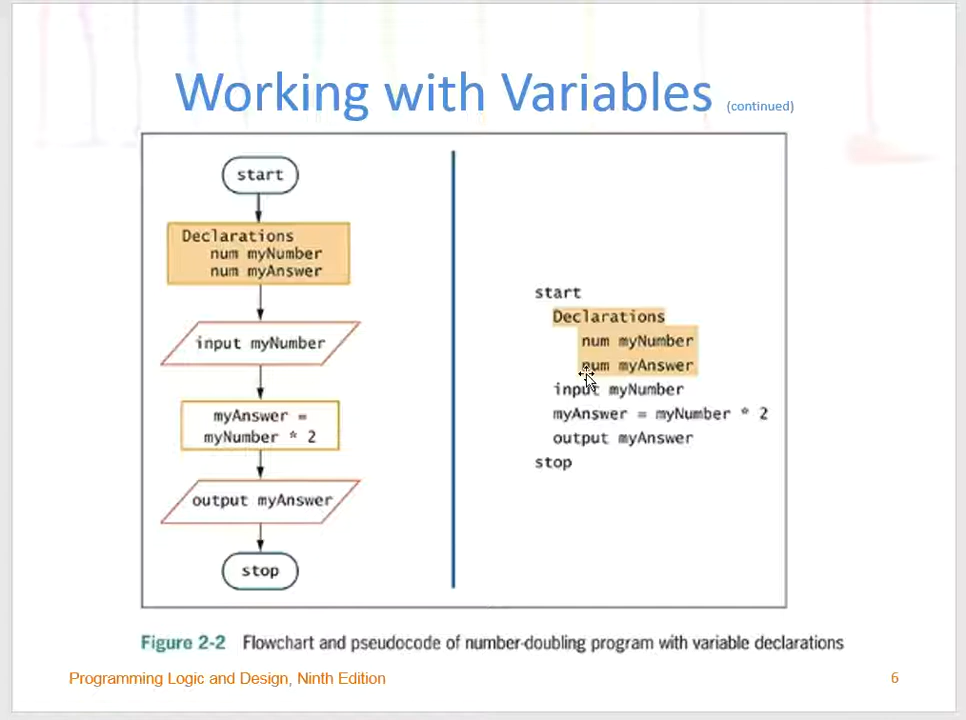 Working with Variables (continued)
start
Declarations
num myNumber
num myAnswer
input myNumber
myAnswer =
myNumber * 2
output myAnswer
stop
start
Declarations
num myNumber
num myAnswer
input myNumber
myAnswer = myNumber * 2
output myAnswer
stop
Figure 2-2 Flowchart and pseudocode of number-doubling program with variable declarations
Programming Logic and Design, Ninth Edition
6